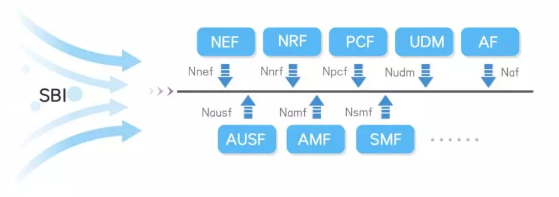 NEF NRF PCF UDM AF
Nnef Nnrf Npcf Nudm Naf
SBI
Nausf Namf Nsmf
AUSF AMF SMF ......